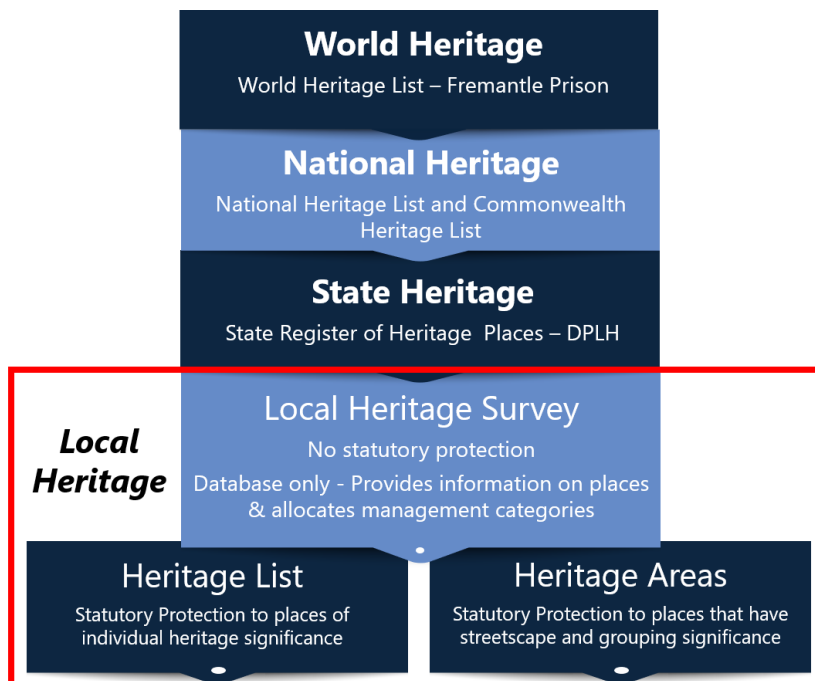 World Heritage
World Heritage List – Fremantle Prison
National Heritage
National Heritage List and Commonwealth
Heritage List
State Heritage
State Register of Heritage Places – DPLH
Local
Heritage
Local Heritage Survey
No statutory protection
Database only - Provides information on places
& allocates management categories
Heritage List
Statutory Protection to places of
individual heritage significance
Heritage Areas
Statutory Protection to places that have
streetscape and grouping significance